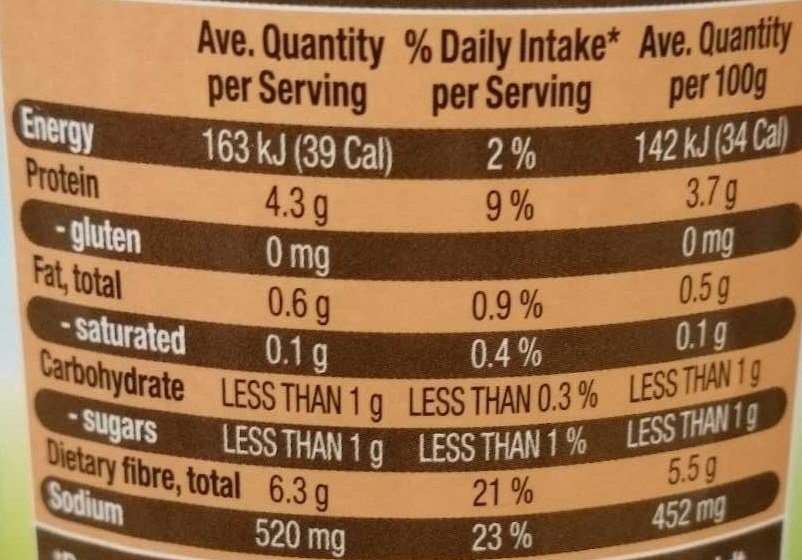 Ave. Quantity % Daily Intake* Ave. Quantity
per Serving per Serving per 100g
Energy 163 kJ (39 Cal) 2 % 142 kJ (34 Cal)
Protein 4.3 g 9 % 3.7 g
- gluten 0 mg 0 mg
Fat, total 0.6 g 0.9 % 0.5 g
- saturated 0.1 g 0.4 % 0.1 g
Carbohydrate LESS THAN 1 g LESS THAN 0.3 % LESS THAN 1 g
- sugars LESS THAN 1 g LESS THAN 1 % LESS THAN 1 g
Dietary fibre, total 6.3 g 21 % 5.5 g
Sodium 520 mg 23 % 452 mg